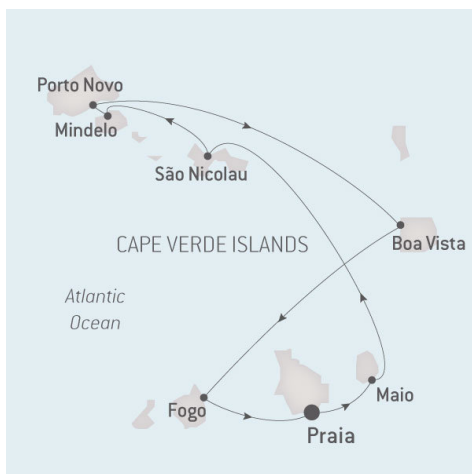 Porto Novo
Mindelo
São Nicolau
CAPE VERDE ISLANDS
Boa Vista
Atlantic
Ocean
Maio
Fogo
Praia